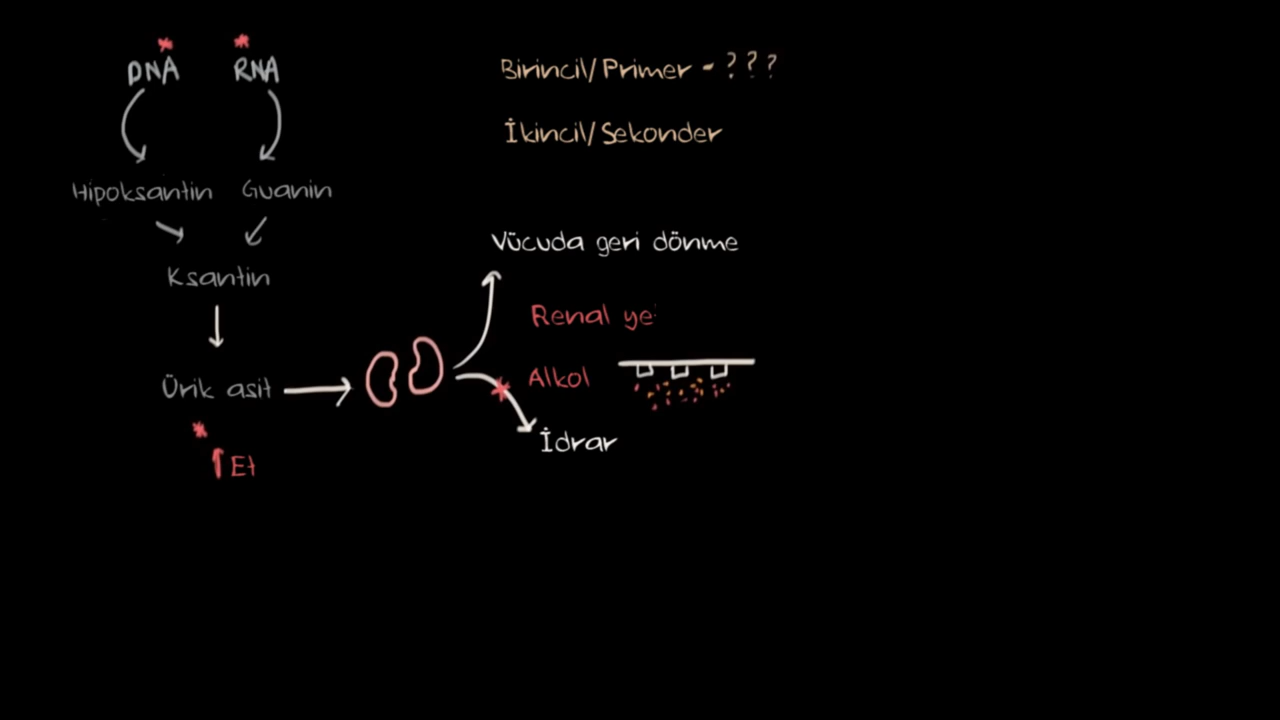 DNA RNA
Hipoksantin Guanin
Ksantin
Ürik asit
Et
Birincil/Primer - ???
İkincil/Sekonder
Vücuda geri dönme
Renal ye
Alkol
İdrar